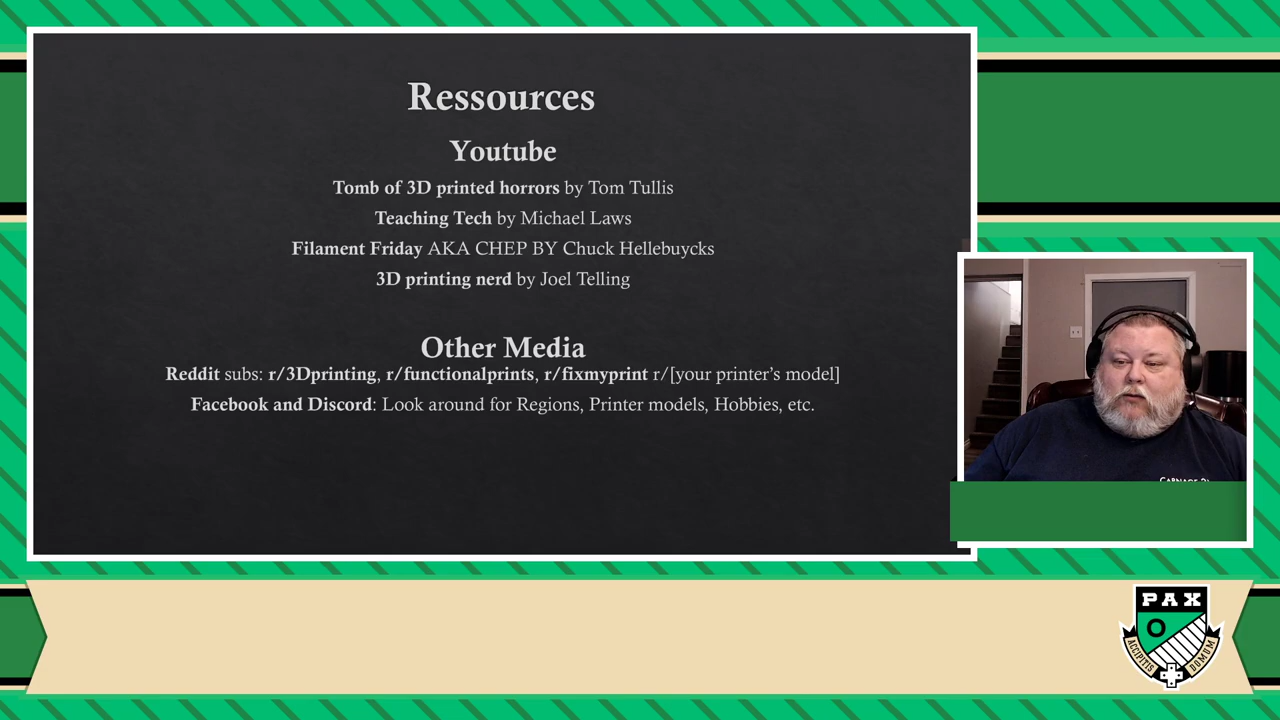 Ressources
Youtube
Tomb of 3D printed horrors by Tom Tullis
Teaching Tech by Michael Laws
Filament Friday AKA CHEP BY Chuck Hellebuycks
3D printing nerd by Joel Telling
Other Media
Reddit subs: r/3Dprinting, r/functionalprints, r/fixmyprint r/[your printer's model]
Facebook and Discord: Look around for Regions, Printer models, Hobbies, etc.
PAX
O
ACCIPITIS DOMUM